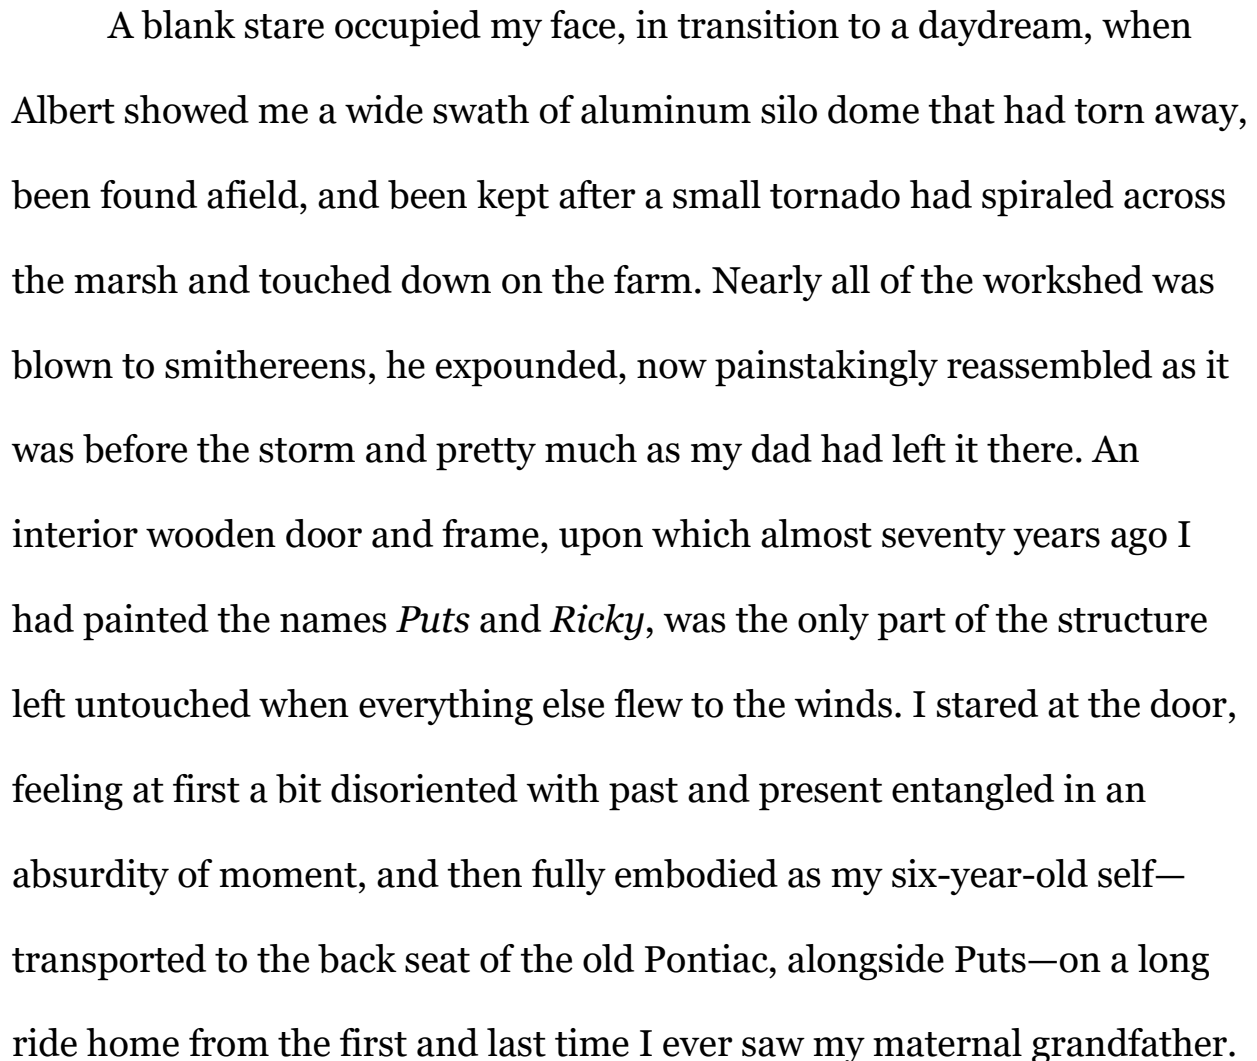 A blank stare occupied my face, in transition to a daydream, when
Albert showed me a wide swath of aluminum silo dome that had torn away,
been found afield, and been kept after a small tornado had spiraled across
the marsh and touched down on the farm. Nearly all of the workshed was
blown to smithereens, he expounded, now painstakingly reassembled as it
was before the storm and pretty much as my dad had left it there. An
interior wooden door and frame, upon which almost seventy years ago I
had painted the names Puts and Ricky, was the only part of the structure
left untouched when everything else flew to the winds. I stared at the door,
feeling at first a bit disoriented with past and present entangled in an
absurdity of moment, and then fully embodied as my six-year-old self—
transported to the back seat of the old Pontiac, alongside Puts—on a long
ride home from the first and last time I ever saw my maternal grandfather.